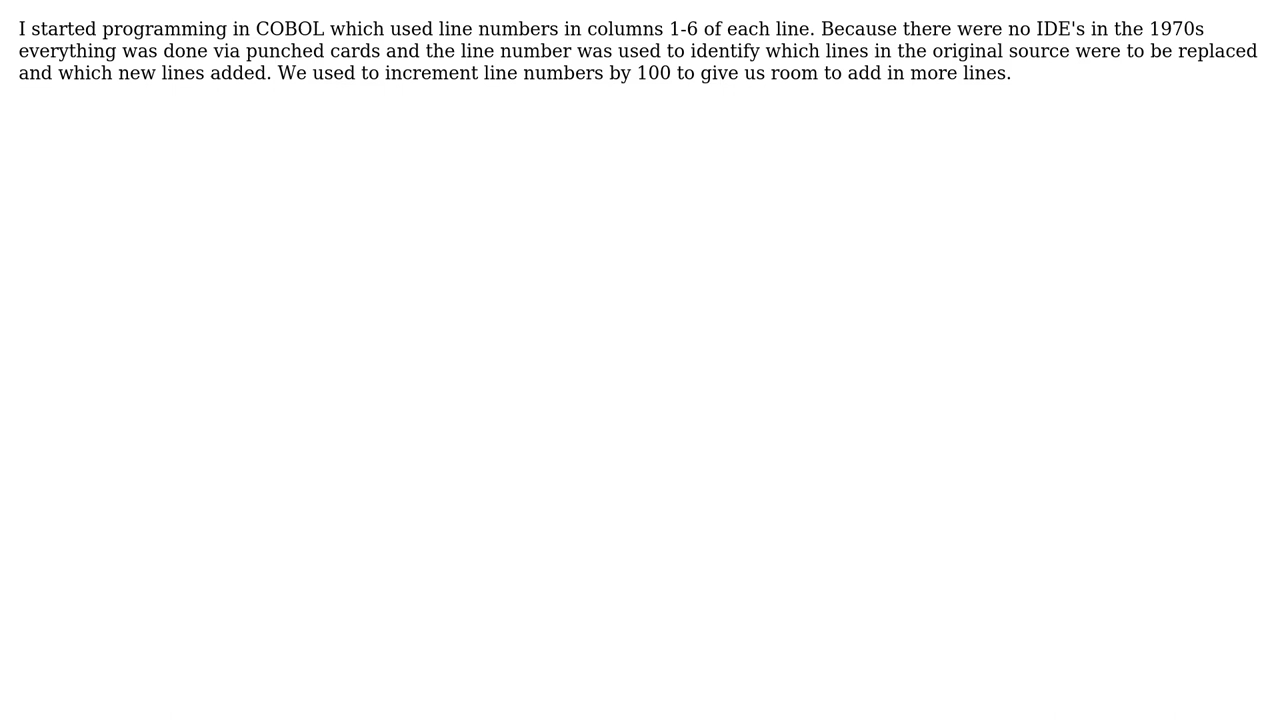 I started programming in COBOL which used line numbers in columns 1-6 of each line. Because there were no IDE's in the 1970s
everything was done via punched cards and the line number was used to identify which lines in the original source were to be replaced
and which new lines added. We used to increment line numbers by 100 to give us room to add in more lines.